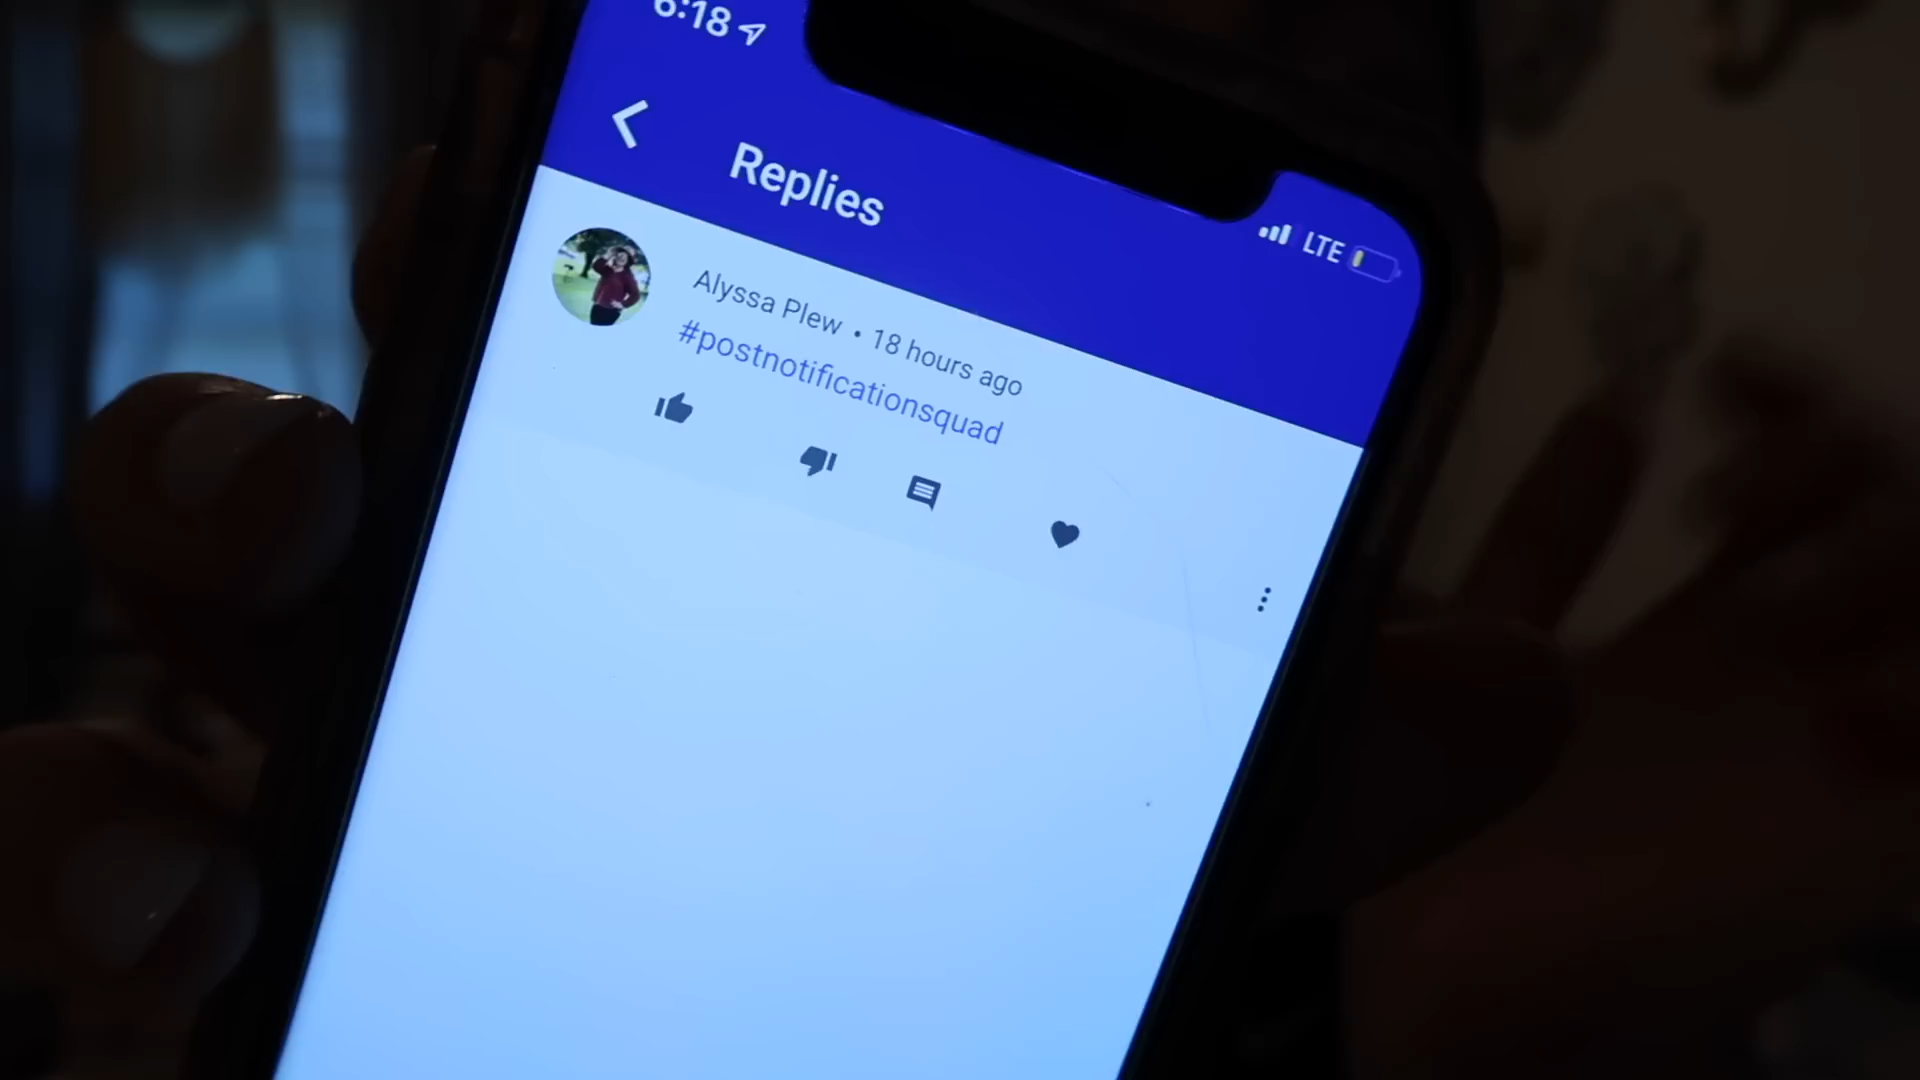 6:18
LTE
Replies
Alyssa Plew • 18 hours ago
#postnotificationsquad